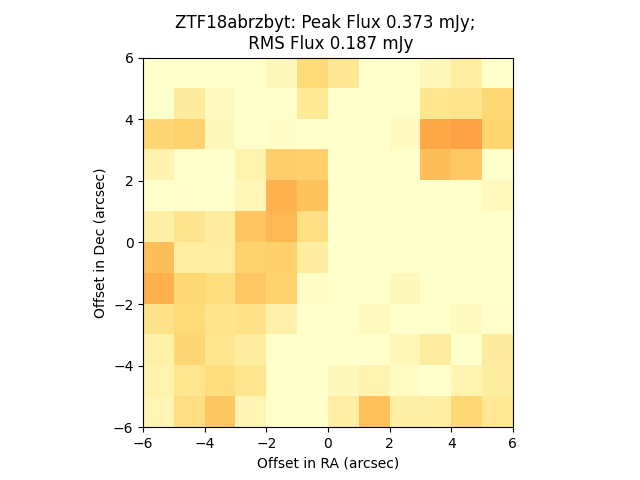 ZTF18abrzbyt: Peak Flux 0.373 mJy;
RMS Flux 0.187 mJy
6
4
2
0
−2
−4
−6
Offset in Dec (arcsec)
−6 −4 −2 0 2 4 6
Offset in RA (arcsec)